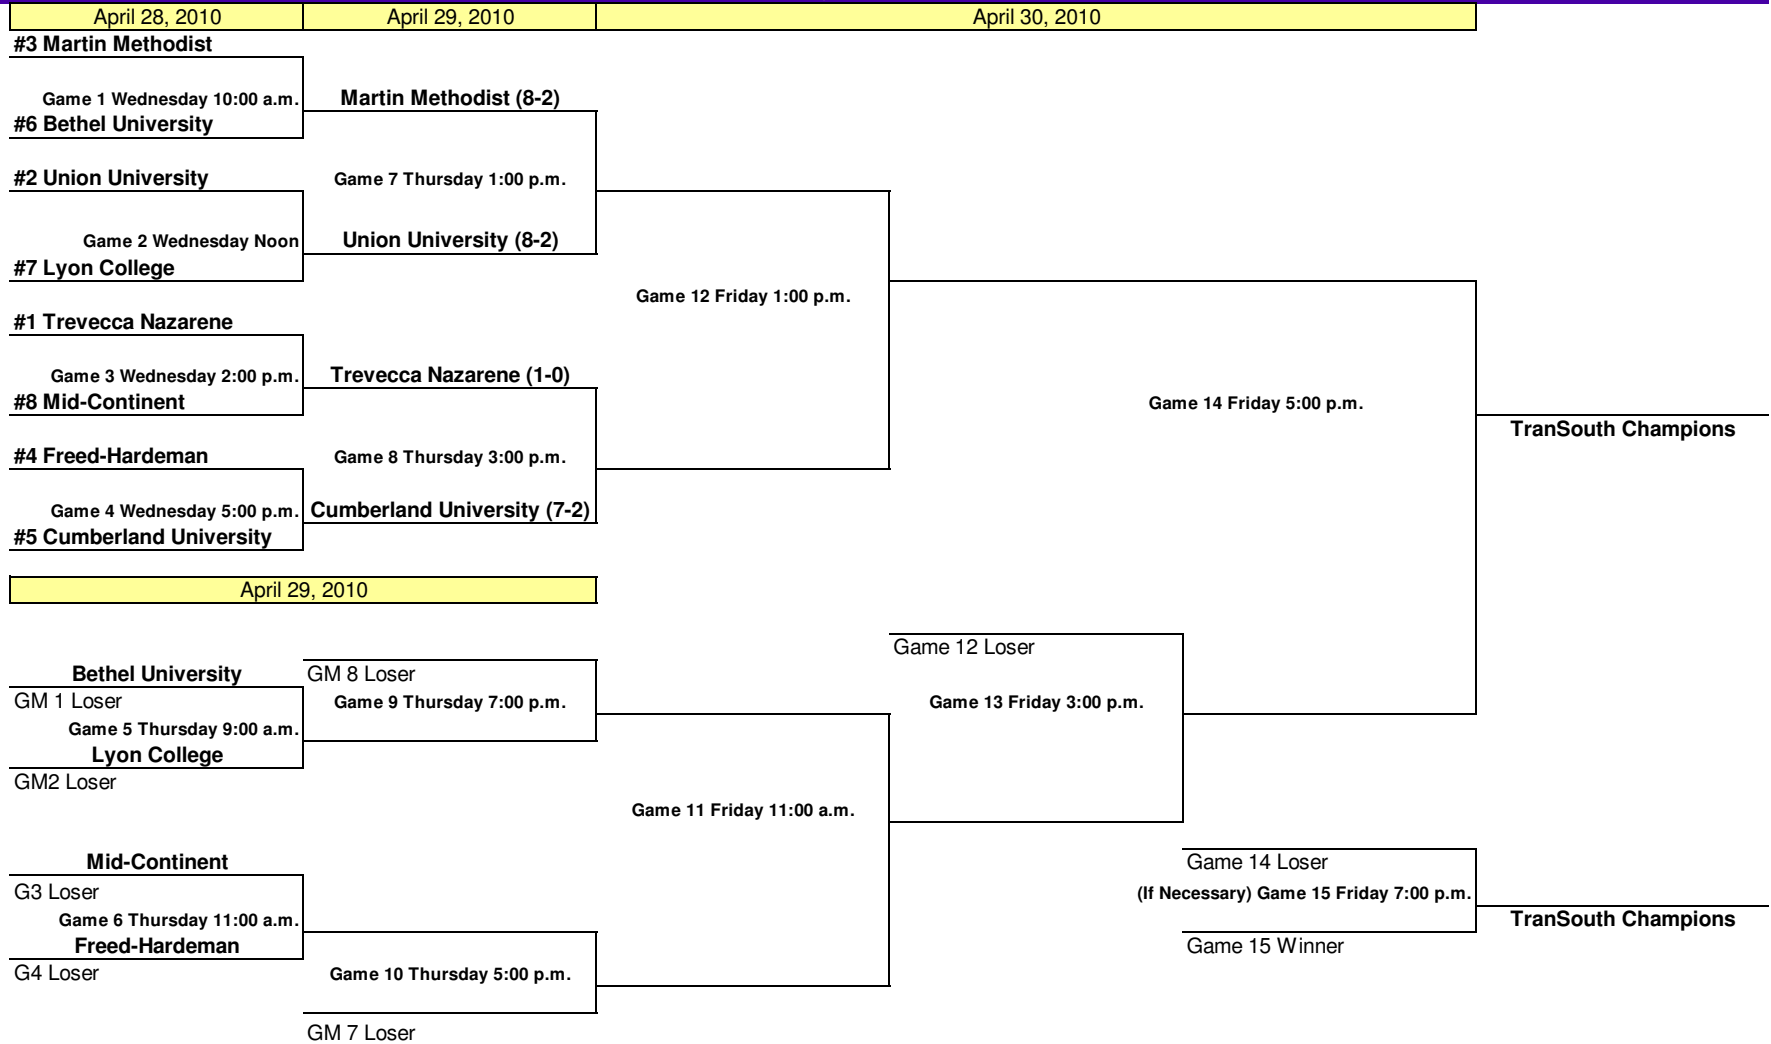 April 28, 2010
April 29, 2010
April 30, 2010
#3 Martin Methodist
Game 1 Wednesday 10:00 a.m.
Martin Methodist (8-2)
#6 Bethel University
#2 Union University
Game 7 Thursday 1:00 p.m.
Game 2 Wednesday Noon
Union University (8-2)
#7 Lyon College
Game 12 Friday 1:00 p.m.
#1 Trevecca Nazarene
Game 3 Wednesday 2:00 p.m.
Trevecca Nazarene (1-0)
#8 Mid-Continent
Game 14 Friday 5:00 p.m.
TranSouth Champions
#4 Freed-Hardeman
Game 8 Thursday 3:00 p.m.
Game 4 Wednesday 5:00 p.m.
Cumberland University (7-2)
#5 Cumberland University
April 29, 2010
Game 12 Loser
Bethel University
GM 8 Loser
GM 1 Loser
Game 9 Thursday 7:00 p.m.
Game 13 Friday 3:00 p.m.
Game 5 Thursday 9:00 a.m.
Lyon College
GM2 Loser
Game 11 Friday 11:00 a.m.
Mid-Continent
Game 14 Loser
G3 Loser
(If Necessary) Game 15 Friday 7:00 p.m.
Game 6 Thursday 11:00 a.m.
TranSouth Champions
Freed-Hardeman
Game 15 Winner
G4 Loser
Game 10 Thursday 5:00 p.m.
GM 7 Loser